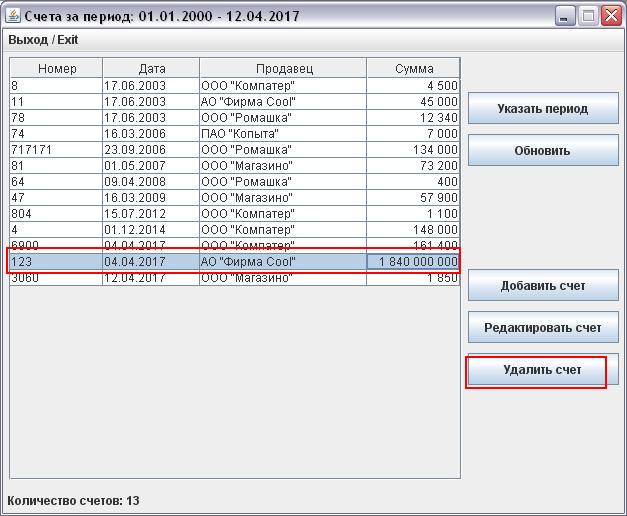 Счета за период: 01.01.2000 - 12.04.2017
Выход / Exit
Номер Дата Продавец Сумма
8 17.06.2003 ООО "Компатер" 4 500
11 17.06.2003 АО "Фирма Cool" 45 000
78 17.06.2003 ООО "Ромашка" 12 340
74 16.03.2006 ПАО "Копыта" 7 000
717171 23.09.2006 ООО "Ромашка" 134 000
81 01.05.2007 ООО "Магазино" 73 200
64 09.04.2008 ООО "Ромашка" 400
47 16.03.2009 ООО "Магазино" 57 900
804 15.07.2012 ООО "Компатер" 1 100
4 01.12.2014 ООО "Компатер" 148 000
6900 04.04.2017 ООО "Компатер" 161 400
123 04.04.2017 АО "Фирма Cool" 1 840 000 000
3060 12.04.2017 ООО "Магазино" 1 850
Указать период
Обновить
Добавить счет
Редактировать счет
Удалить счет
Количество счетов: 13